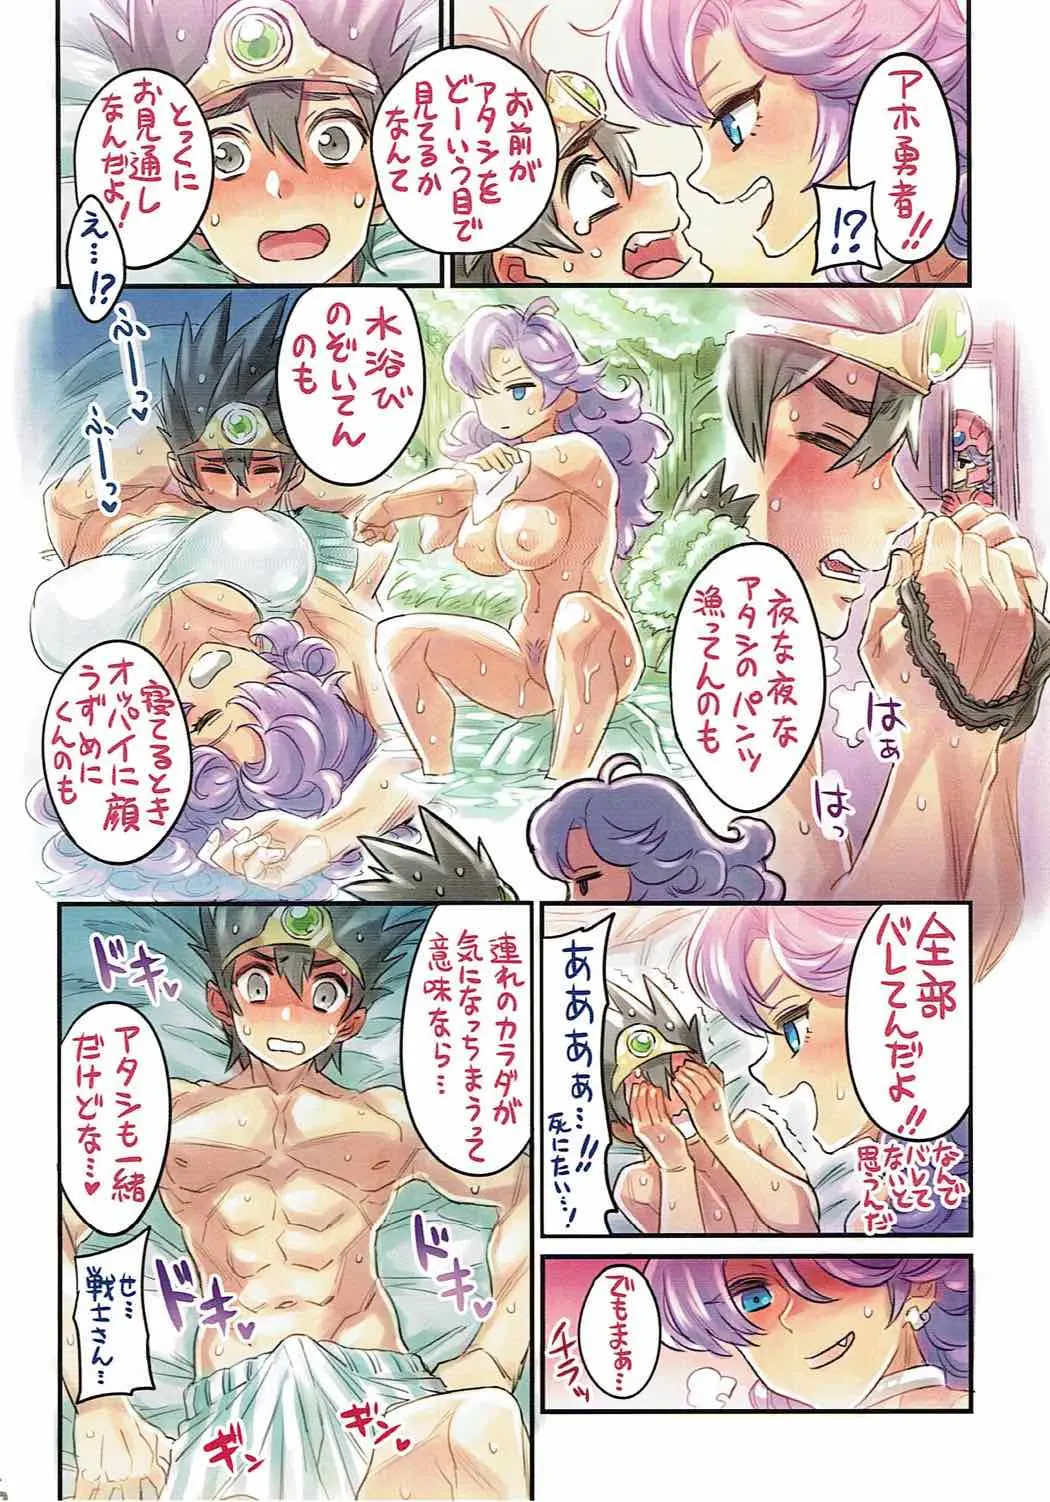 アホ勇者!!
!?
お前が
アタシを
どーいう目で
見てるか
なんて
とっくに
お見通し
なんだよ!
え…!?
夜な夜な
アタシのパンツ
漁ってんのも
はぁ
はっ
水浴び
のぞいてん
のも
ふーっ
ふーっ
寝てるとき
オッパイに顔
うずめに
くんのも
全部
バレてんだよ!!
なんで
バレて
ないと
思うんだ
ああああぁ…!!
死にたい…!
でもまぁ…
チラッ
連れのカラダが
気になっちまうって
意味なら…
アタシも一緒
だけどな…♥
ドキ
ドキ
ドキ
せ…
戦士さん…
ギン
ギン